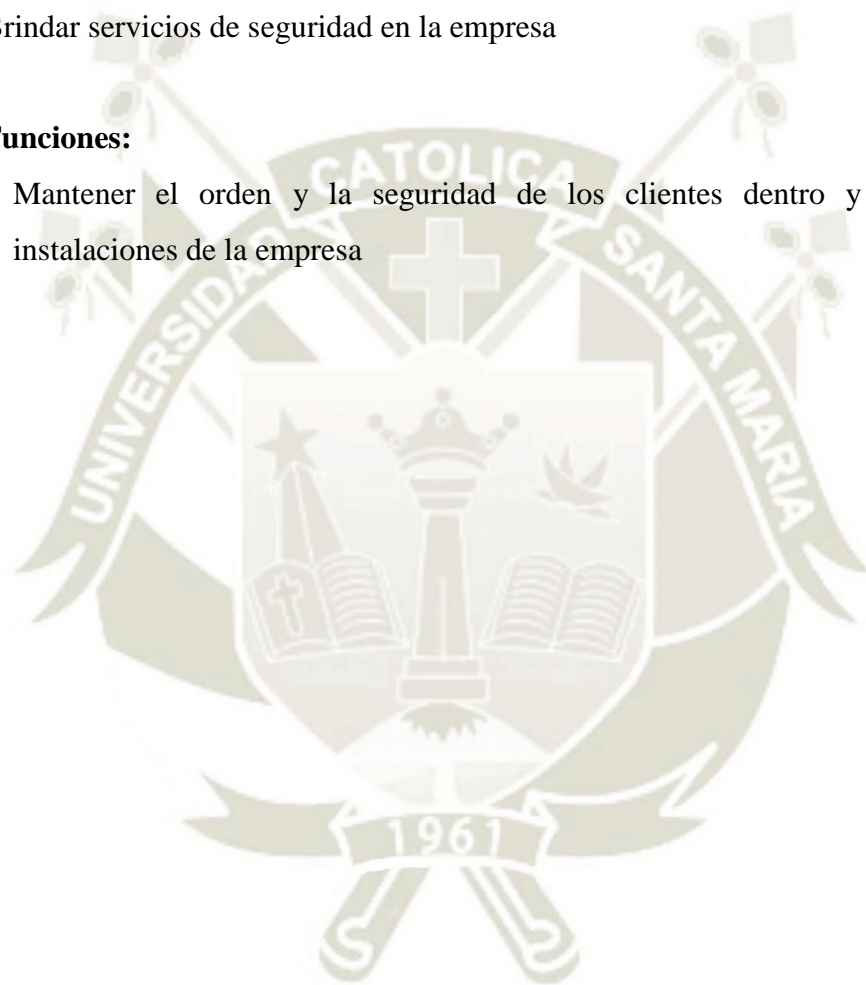 Brindar servicios de seguridad en la empresa
Funciones:
Mantener el orden y la seguridad de los clientes dentro y
instalaciones de la empresa
UNIVERSIDAD CATOLICA SANTA MARIA
1961